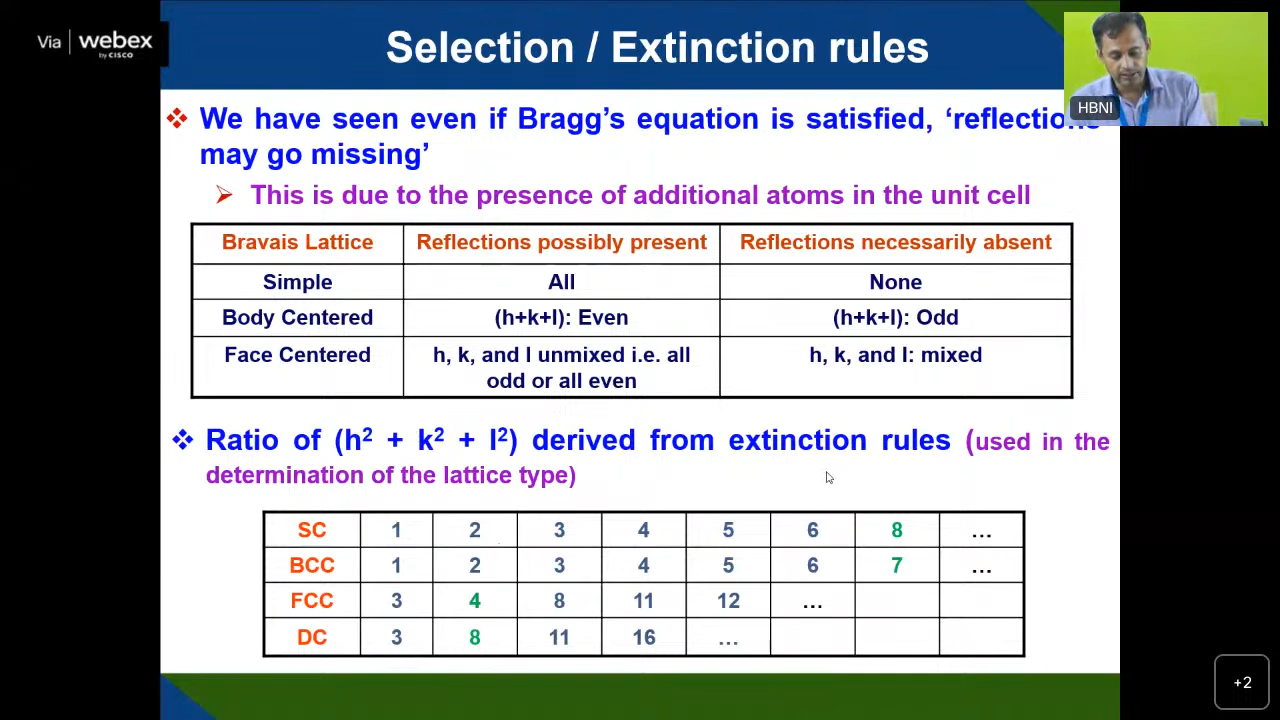 Via | webex
by CISCO
Selection / Extinction rules
HBNI
❖ We have seen even if Bragg's equation is satisfied, 'reflections
may go missing'
➢ This is due to the presence of additional atoms in the unit cell
Bravais Lattice Reflections possibly present Reflections necessarily absent
Simple All None
Body Centered (h+k+l): Even (h+k+l): Odd
Face Centered h, k, and l unmixed i.e. all h, k, and l: mixed
odd or all even
❖ Ratio of (h² + k² + l²) derived from extinction rules (used in the
determination of the lattice type)
SC 1 2 3 4 5 6 8 ...
BCC 1 2 3 4 5 6 7 ...
FCC 3 4 8 11 12 ...
DC 3 8 11 16 ...
+2